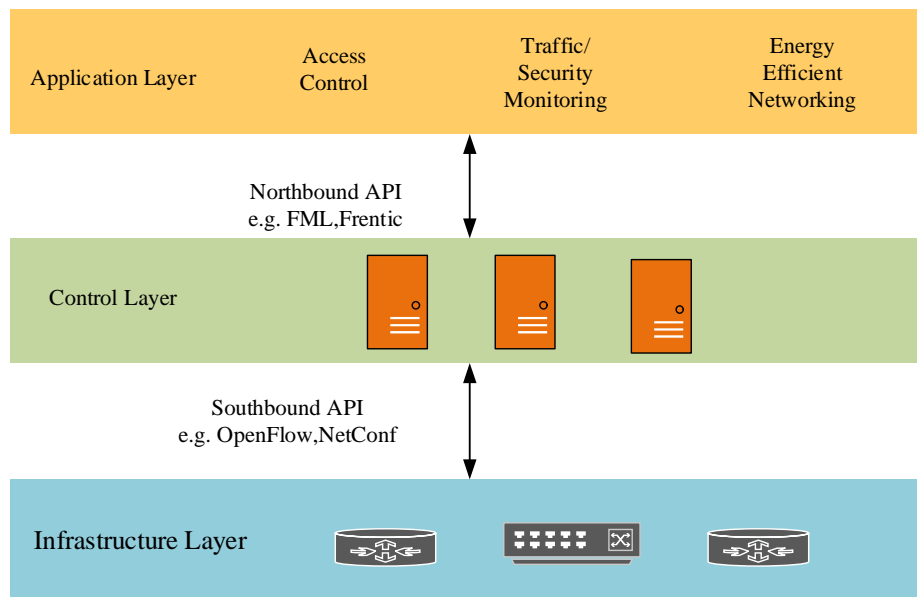 Application Layer
Access
Control
Traffic/
Security
Monitoring
Energy
Efficient
Networking
Northbound API
e.g. FML,Frentic
Control Layer
Southbound API
e.g. OpenFlow,NetConf
Infrastructure Layer